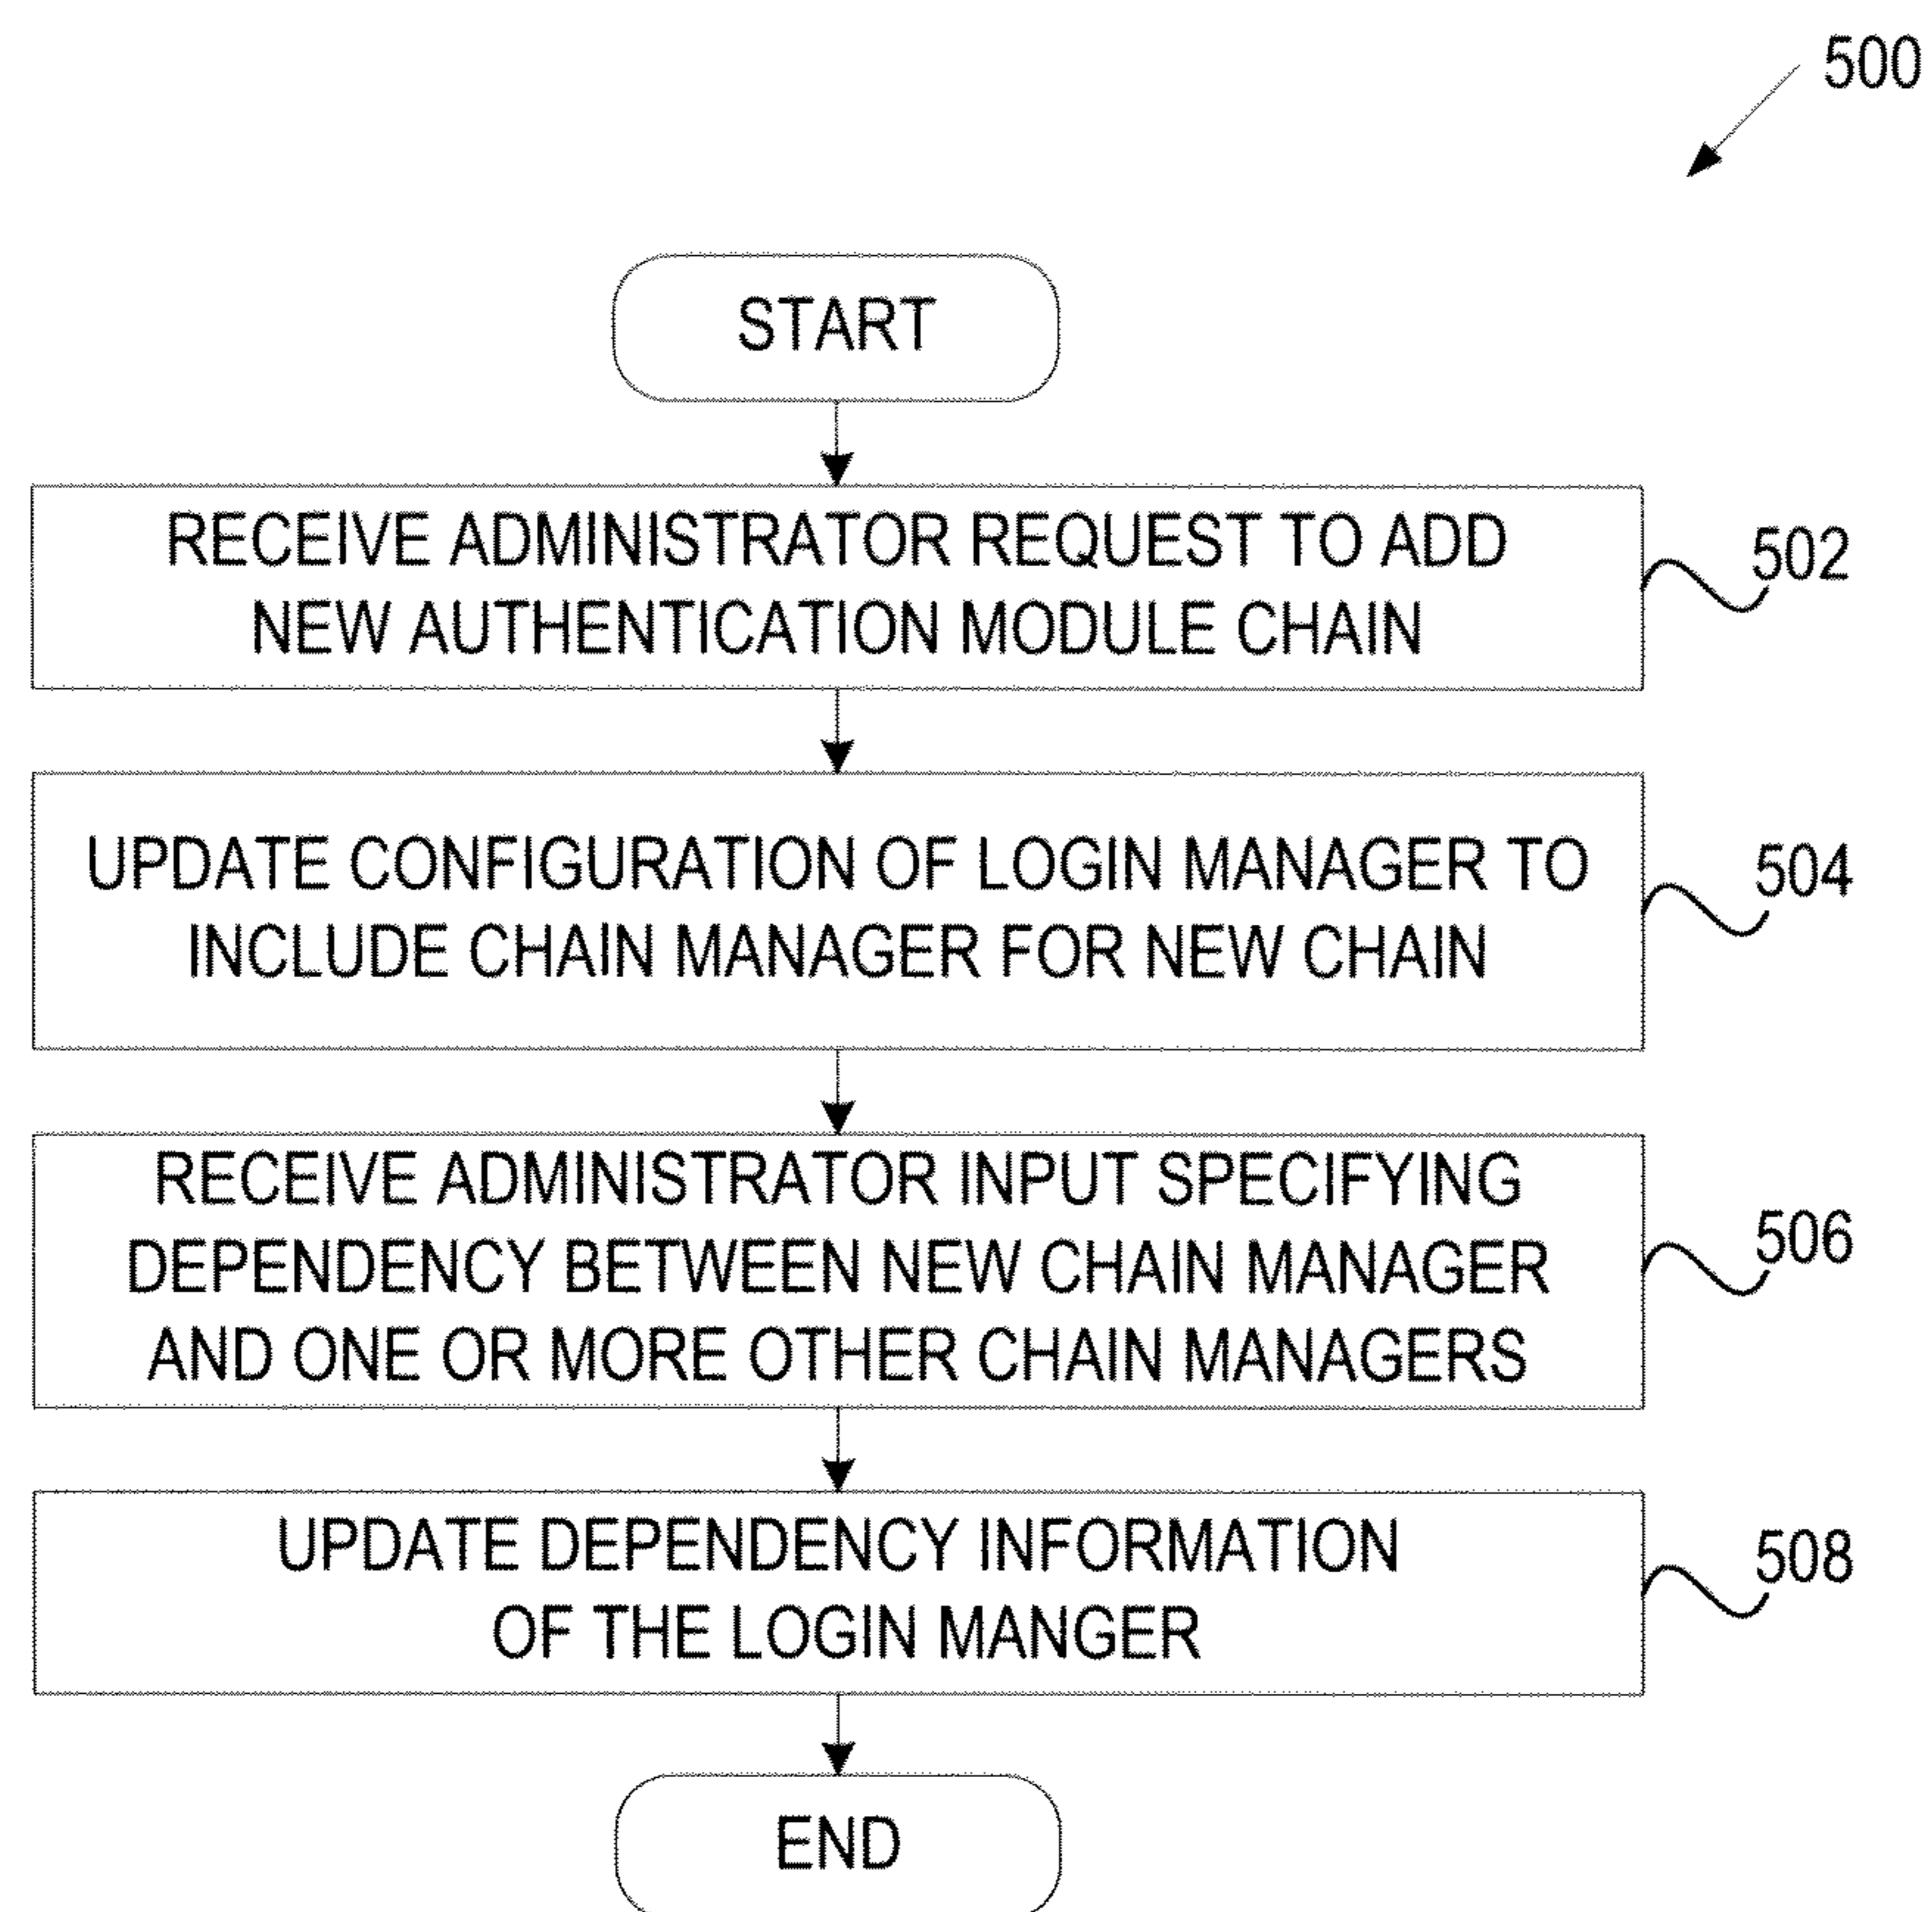 500
START
RECEIVE ADMINISTRATOR REQUEST TO ADD
NEW AUTHENTICATION MODULE CHAIN
502
UPDATE CONFIGURATION OF LOGIN MANAGER TO
INCLUDE CHAIN MANAGER FOR NEW CHAIN
504
RECEIVE ADMINISTRATOR INPUT SPECIFYING
DEPENDENCY BETWEEN NEW CHAIN MANAGER
AND ONE OR MORE OTHER CHAIN MANAGERS
506
UPDATE DEPENDENCY INFORMATION
OF THE LOGIN MANGER
508
END